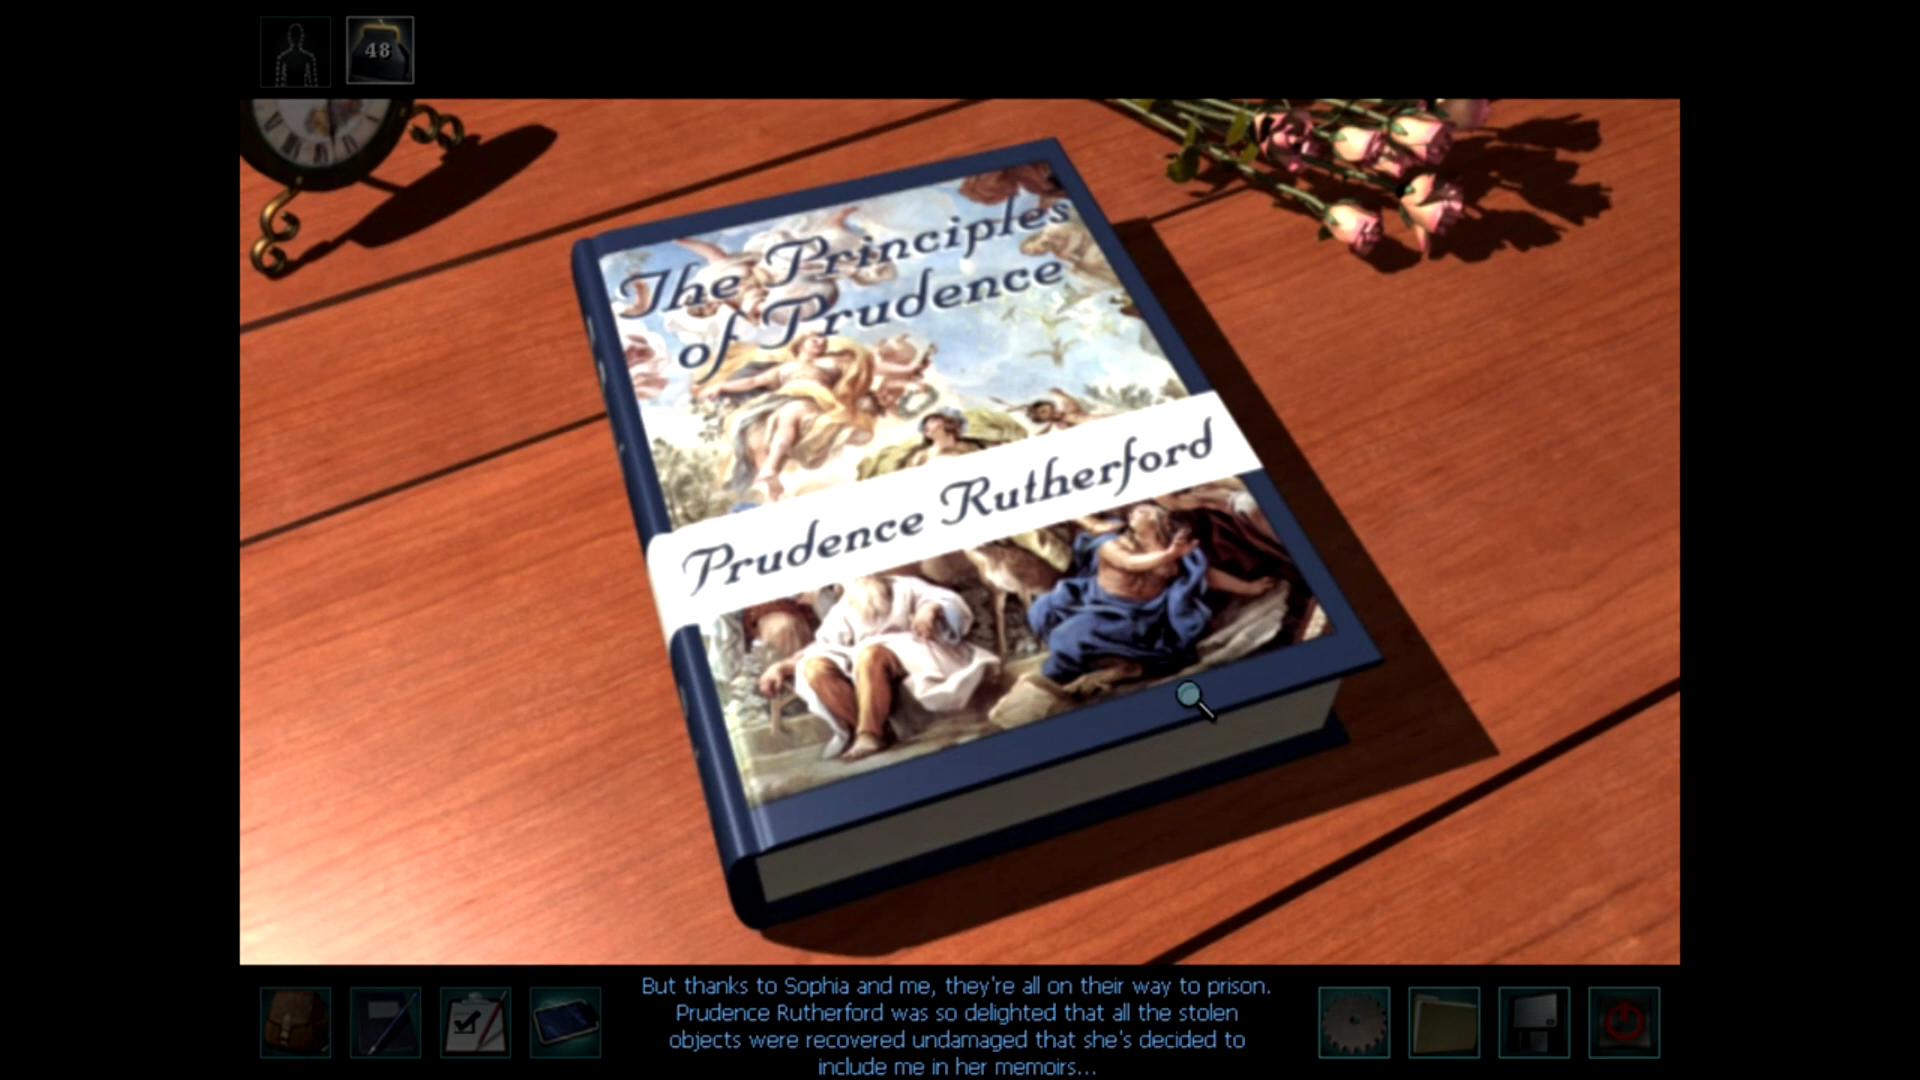 48
The Principles
of Prudence
Prudence Rutherford
But thanks to Sophia and me, they're all on their way to prison.
Prudence Rutherford was so delighted that all the stolen
objects were recovered undamaged that she's decided to
include me in her memoirs...